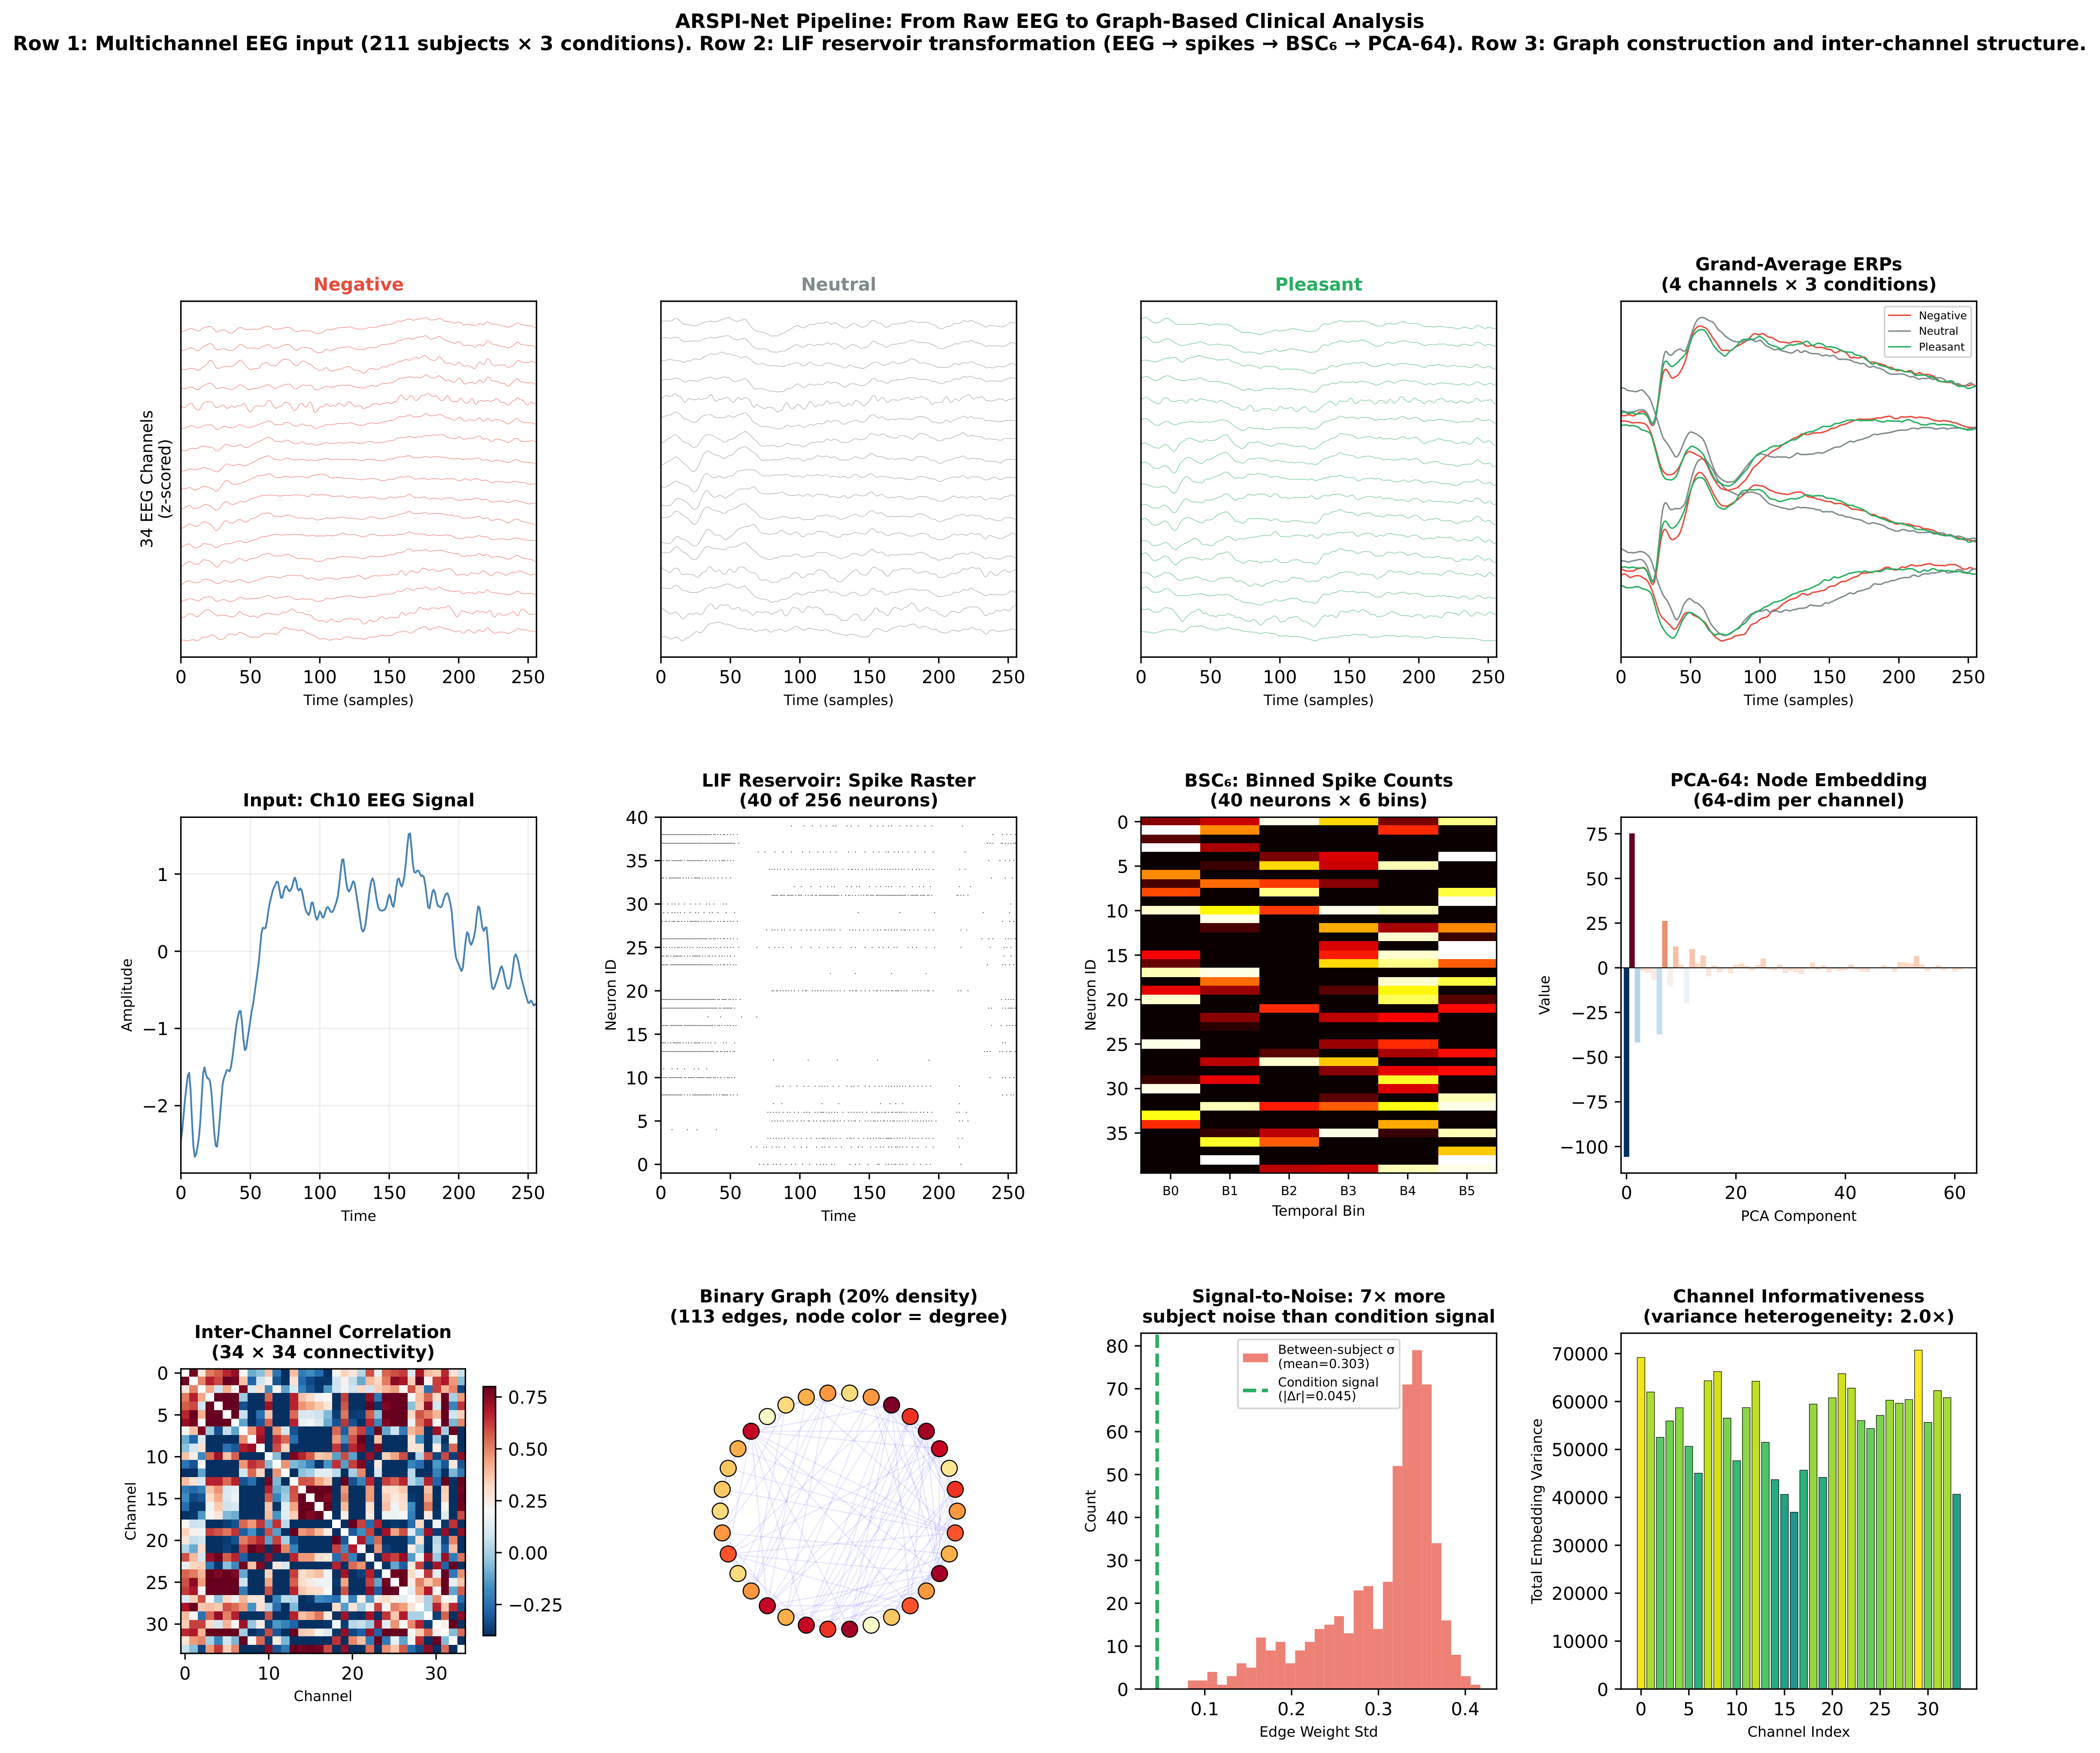 ARSPI-Net Pipeline: From Raw EEG to Graph-Based Clinical Analysis
Row 1: Multichannel EEG input (211 subjects × 3 conditions). Row 2: LIF reservoir transformation (EEG → spikes → BSC₆ → PCA-64). Row 3: Graph construction and inter-channel structure.
Negative
34 EEG Channels
(z-scored)
0 50 100 150 200 250
Time (samples)
Neutral
0 50 100 150 200 250
Time (samples)
Pleasant
0 50 100 150 200 250
Time (samples)
Grand-Average ERPs
(4 channels × 3 conditions)
Negative
Neutral
Pleasant
0 50 100 150 200 250
Time (samples)
Input: Ch10 EEG Signal
Amplitude
1
0
−1
−2
0 50 100 150 200 250
Time
LIF Reservoir: Spike Raster
(40 of 256 neurons)
Neuron ID
40
35
30
25
20
15
10
5
0
0 50 100 150 200 250
Time
BSC₆: Binned Spike Counts
(40 neurons × 6 bins)
Neuron ID
0
5
10
15
20
25
30
35
B0 B1 B2 B3 B4 B5
Temporal Bin
PCA-64: Node Embedding
(64-dim per channel)
Value
75
50
25
0
−25
−50
−75
−100
0 20 40 60
PCA Component
Inter-Channel Correlation
(34 × 34 connectivity)
Channel
0
5
10
15
20
25
30
0 10 20 30
Channel
0.75
0.50
0.25
0.00
−0.25
Binary Graph (20% density)
(113 edges, node color = degree)
Signal-to-Noise: 7× more
subject noise than condition signal
Between-subject σ
(mean=0.303)
Condition signal
(|Δr|=0.045)
Count
80
70
60
50
40
30
20
10
0
0.1 0.2 0.3 0.4
Edge Weight Std
Channel Informativeness
(variance heterogeneity: 2.0×)
Total Embedding Variance
70000
60000
50000
40000
30000
20000
10000
0
0 5 10 15 20 25 30
Channel Index